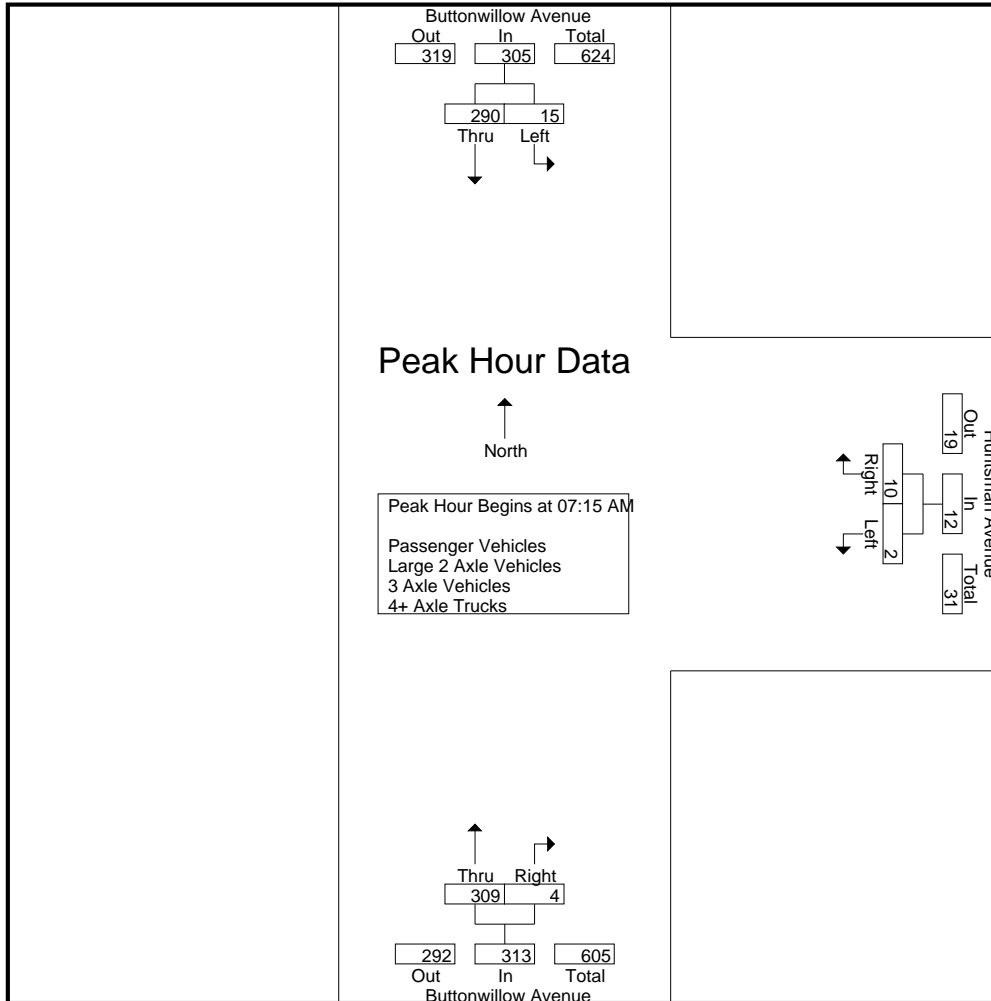 Buttonwillow Avenue
Out In Total
319 305 624
290 15
Thru Left
Peak Hour Data
North
Peak Hour Begins at 07:15 AM
Passenger Vehicles
Large 2 Axle Vehicles
3 Axle Vehicles
4+ Axle Trucks
Huntsman Avenue
Out In Total
19 12 31
10 2
Right Left
Thru Right
309 4
292 313 605
Out In Total
Buttonwillow Avenue